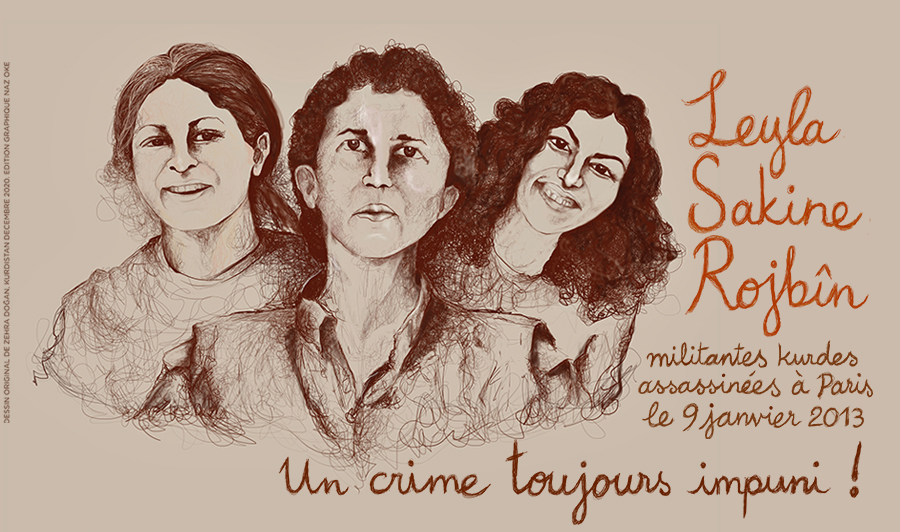 DESSIN ORIGINAL DE ZEHRA DOĞAN. KURDISTAN DECEMBRE 2020. EDITION GRAPHIQUE NAZ OKE
Leyla
Sakine
Rojbîn
militantes kurdes
assassinées à Paris
le 9 janvier 2013
Un crime toujours impuni !